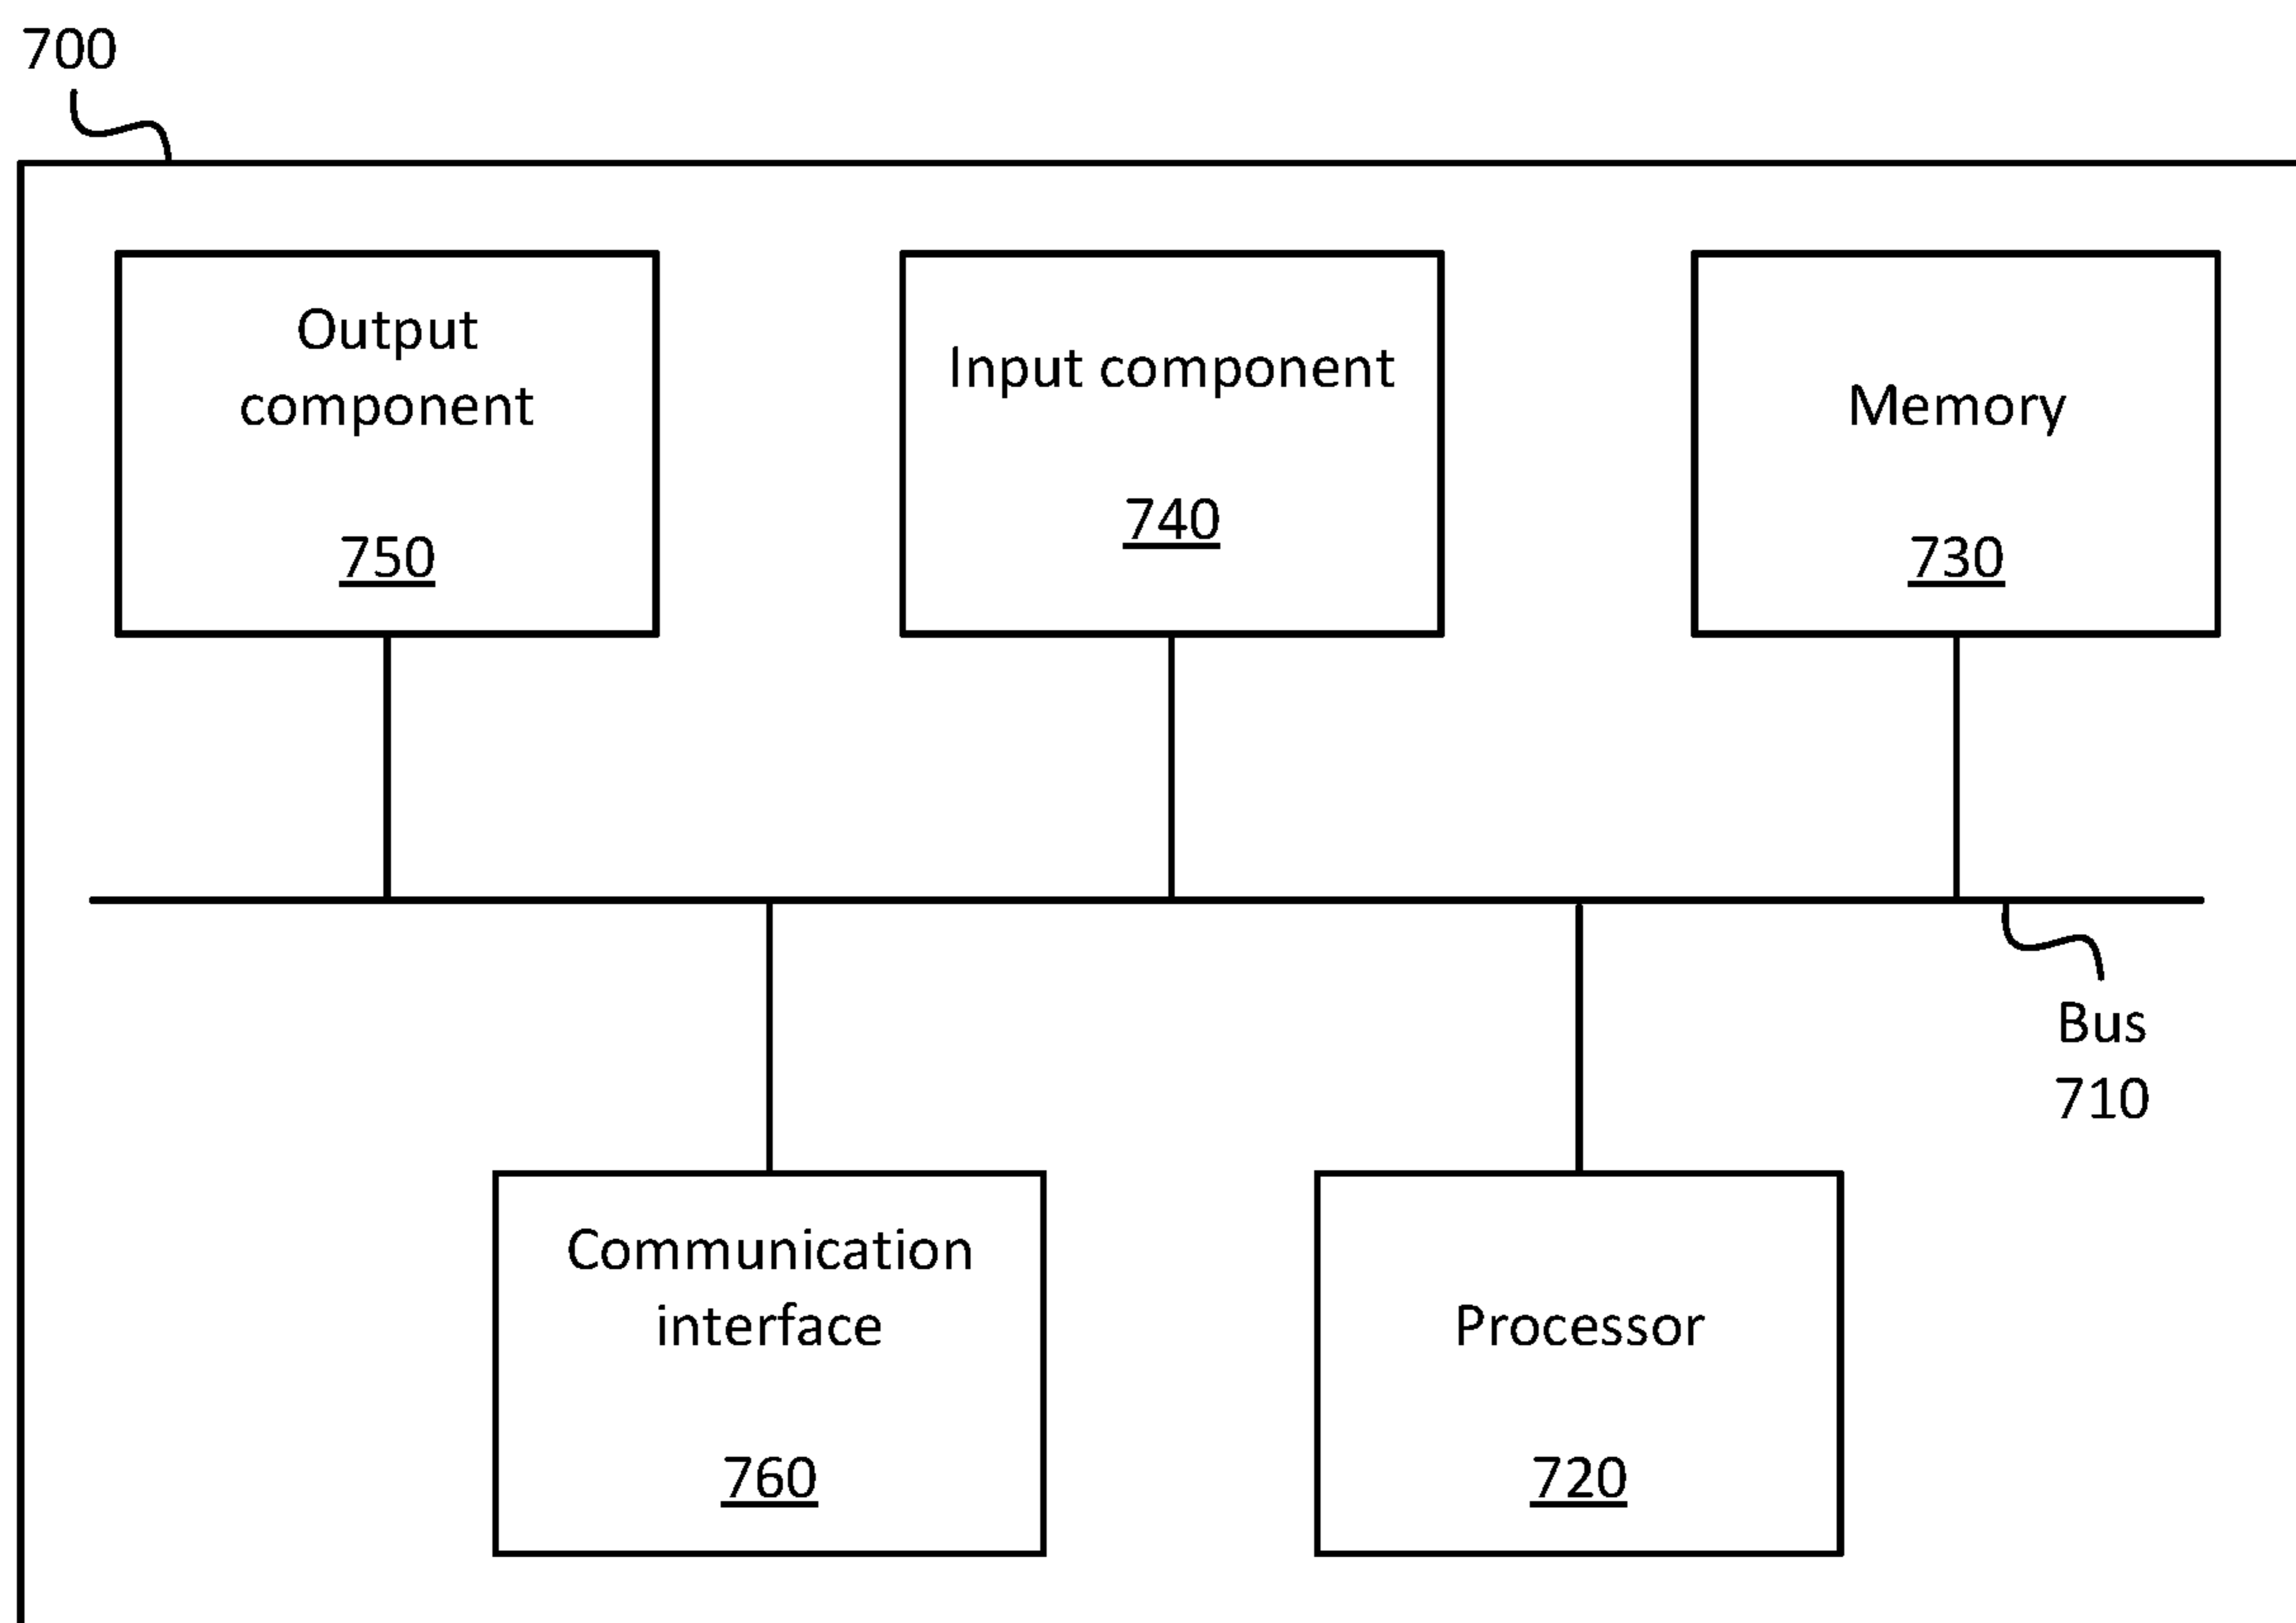 700
Output
component
750
Input component
740
Memory
730
Bus
710
Communication
interface
760
Processor
720